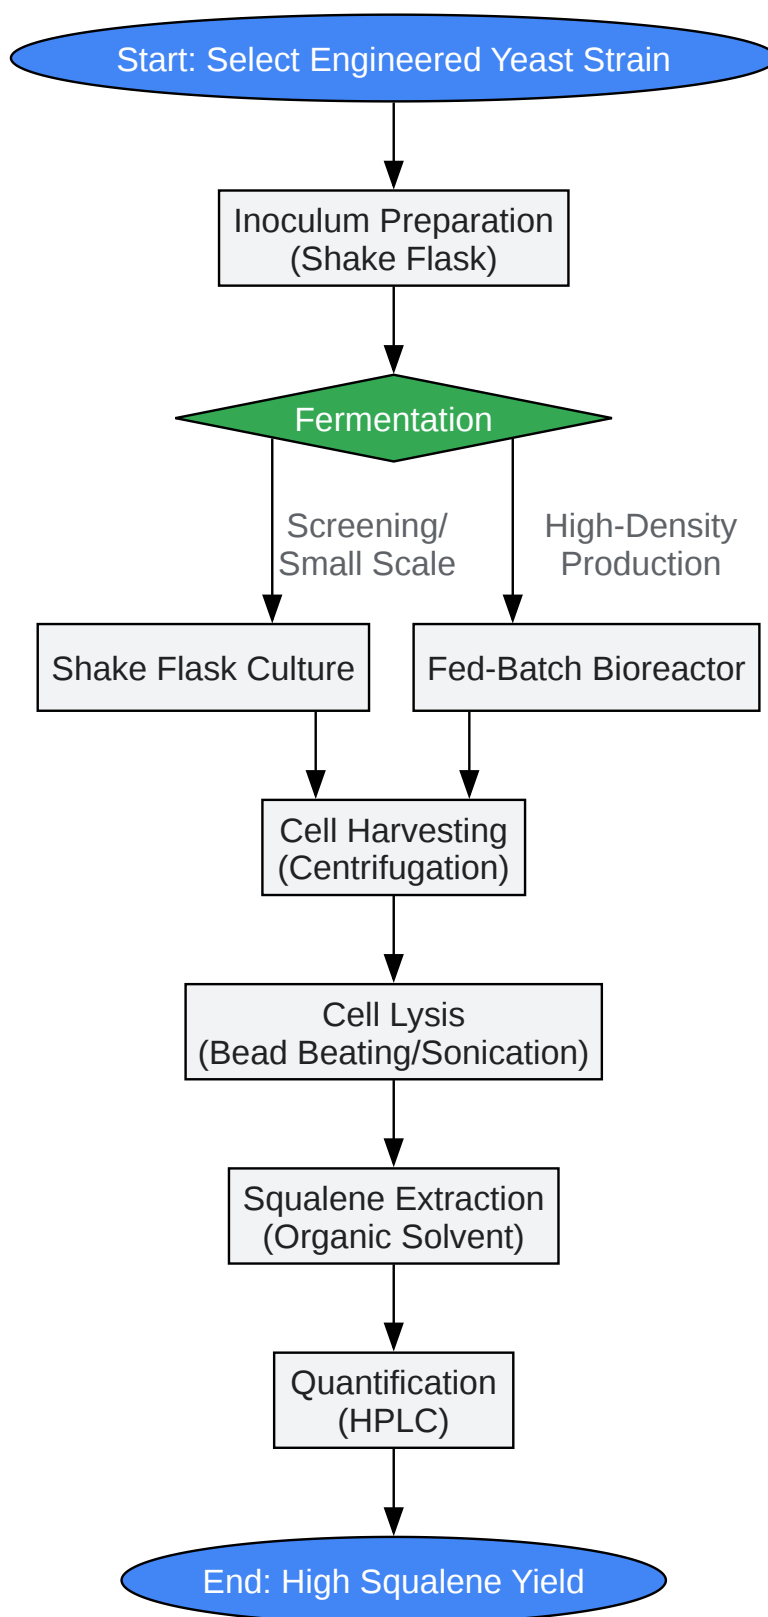 Start: Select Engineered Yeast Strain
Inoculum Preparation
(Shake Flask)
Fermentation
Screening/
Small Scale
High-Density
Production
Shake Flask Culture
Fed-Batch Bioreactor
Cell Harvesting
(Centrifugation)
Cell Lysis
(Bead Beating/Sonication)
Squalene Extraction
(Organic Solvent)
Quantification
(HPLC)
End: High Squalene Yield